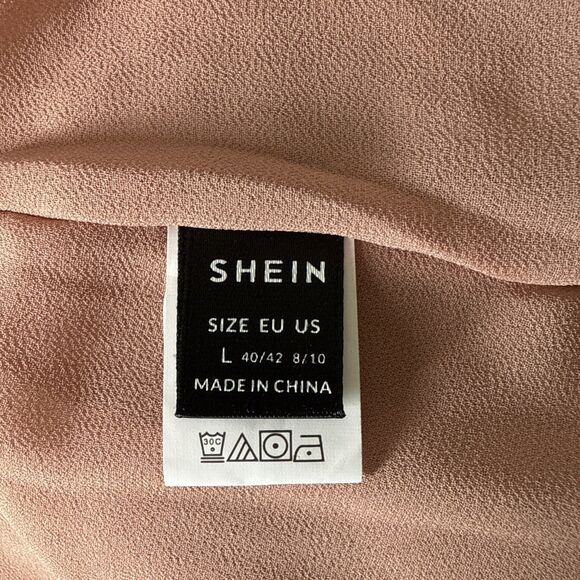 SHEIN
SIZE EU US
L 40/42 8/10
MADE IN CHINA
30C